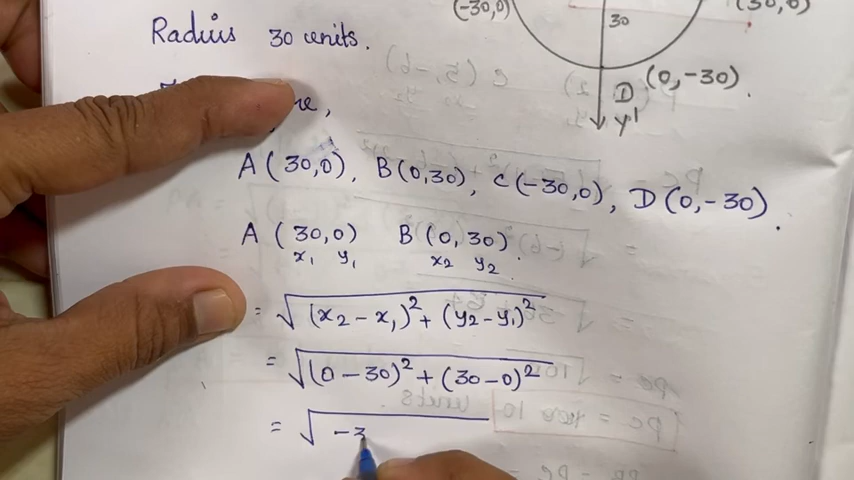 (-30,0) (30,0)
30
Radius 30 units.
D (0,-30).
y'
A(30,0), B(0,30), C(-30,0), D(0,-30).
A (30,0) B(0,30).
x₁ y₁ x₂ y₂
= √(x₂-x₁)²+(y₂-y₁)²
= √(0-30)²+(30-0)²
= √-3